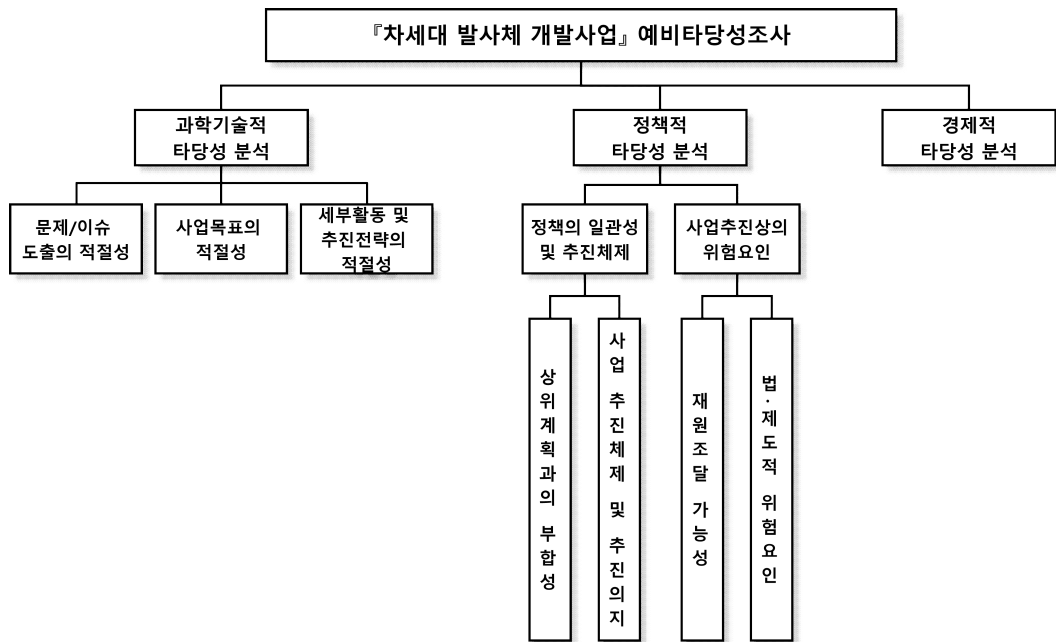 『차세대 발사체 개발사업』 예비타당성조사
과학기술적
타당성 분석
정책적
타당성 분석
경제적
타당성 분석
문제/이슈
도출의 적절성
사업목표의
적절성
세부활동 및
추진전략의
적절성
정책의 일관성
및 추진체제
사업추진상의
위험요인
상위계획과의 부합성
사업 추진체제 및 추진의지
재원조달 가능성
법·제도적 위험요인